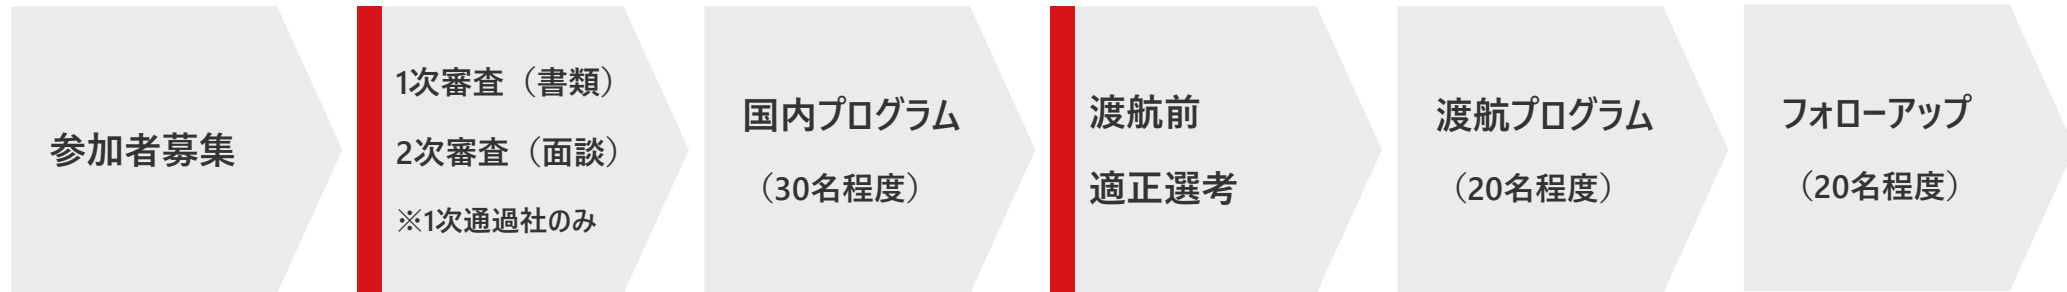 参加者募集
1次審査（書類）
2次審査（面談）
※1次通過社のみ
国内プログラム
（30名程度）
渡航前
適正選考
渡航プログラム
（20名程度）
フォローアップ
（20名程度）